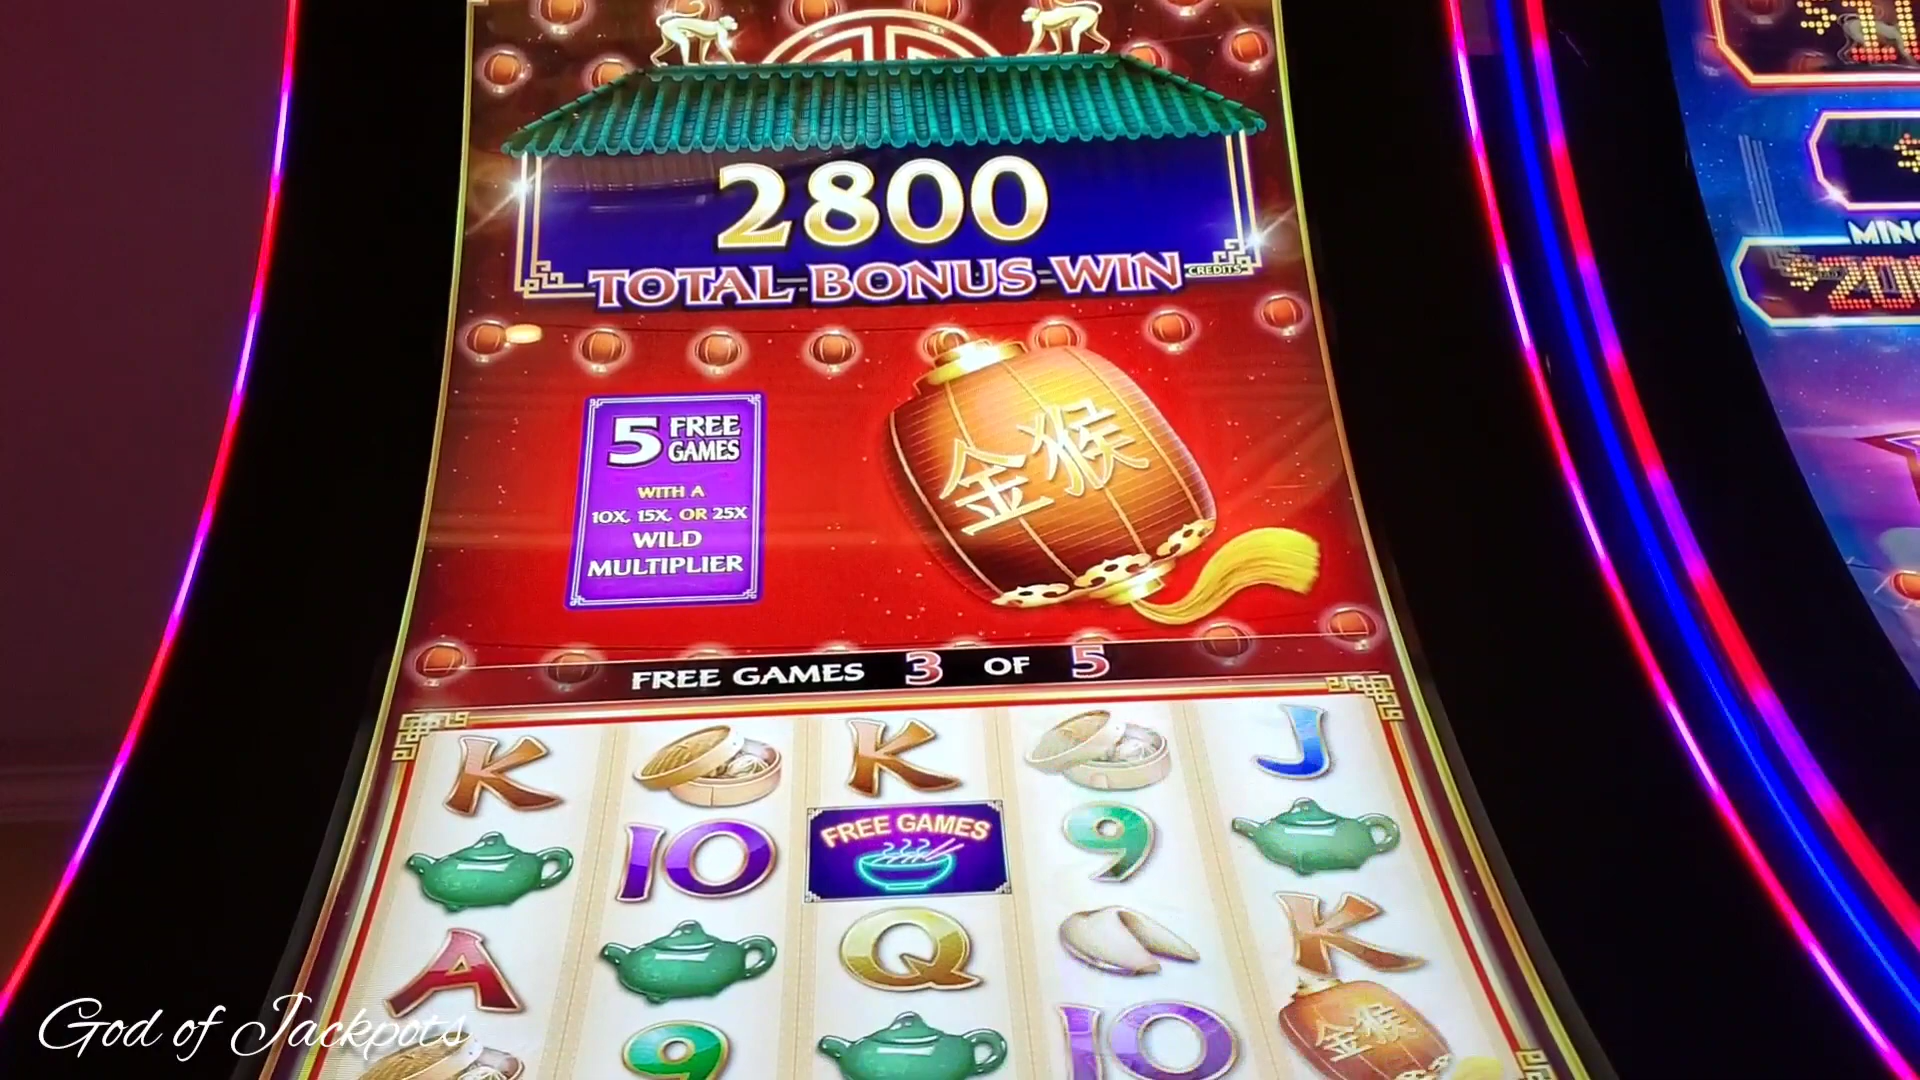 2800
TOTAL BONUS WIN CREDITS
5 FREE
GAMES
WITH A
10X, 15X, OR 25X
WILD
MULTIPLIER
金猴
FREE GAMES 3 OF 5
K
K
J
10
FREE GAMES
9
A
Q
K
9
10
金猴
MING
God of Jackpots